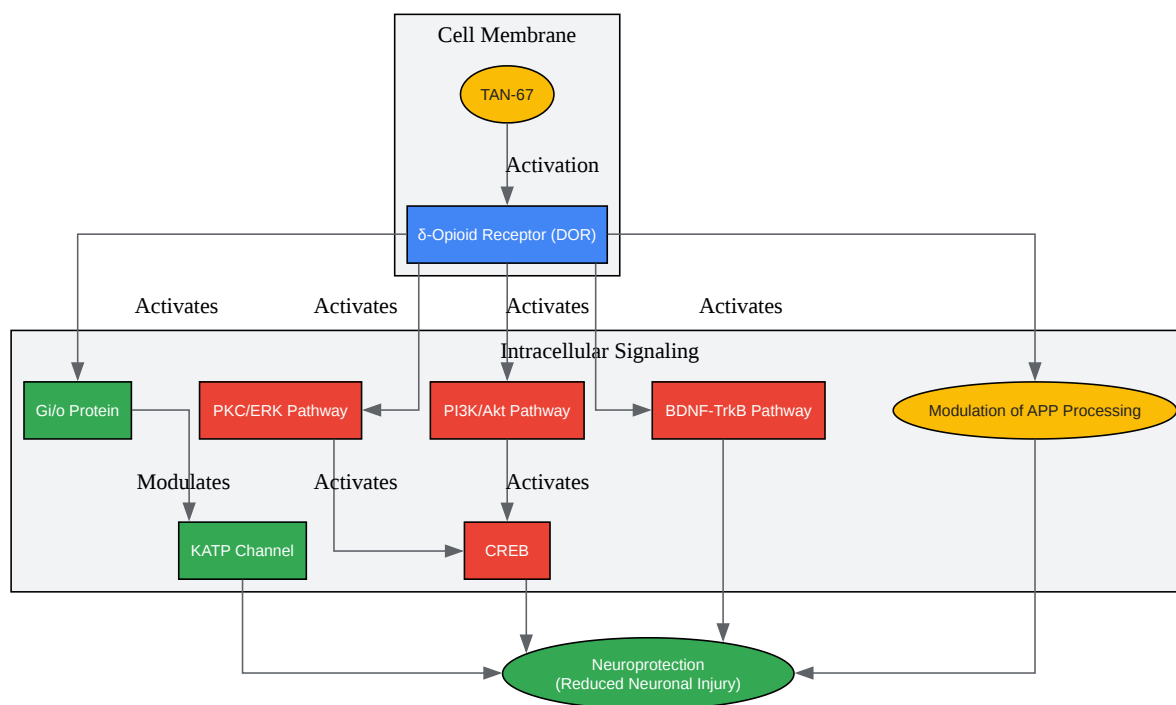 Cell Membrane
TAN-67
Activation
δ-Opioid Receptor (DOR)
Activates
Activates
Activates
Activates
Intracellular Signaling
Gi/o Protein
PKC/ERK Pathway
PI3K/Akt Pathway
BDNF-TrkB Pathway
Modulation of APP Processing
Modulates
Activates
Activates
KATP Channel
CREB
Neuroprotection
(Reduced Neuronal Injury)